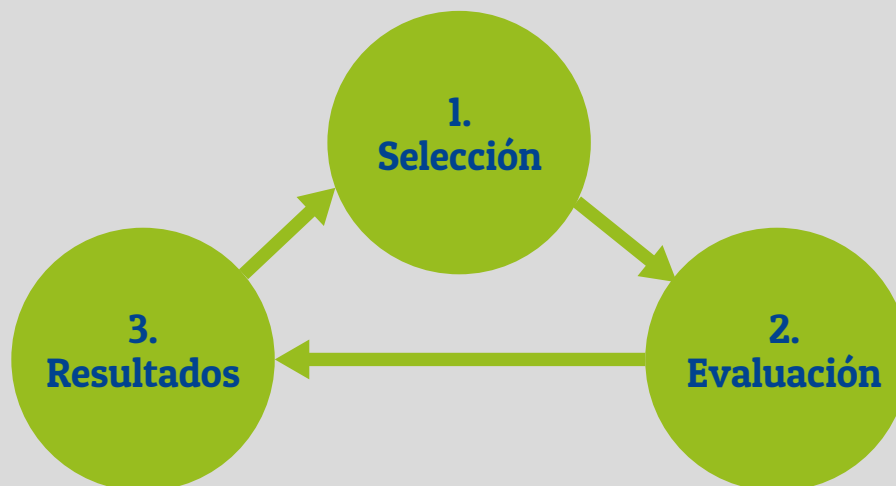 1.
Selección
2.
Evaluación
3.
Resultados